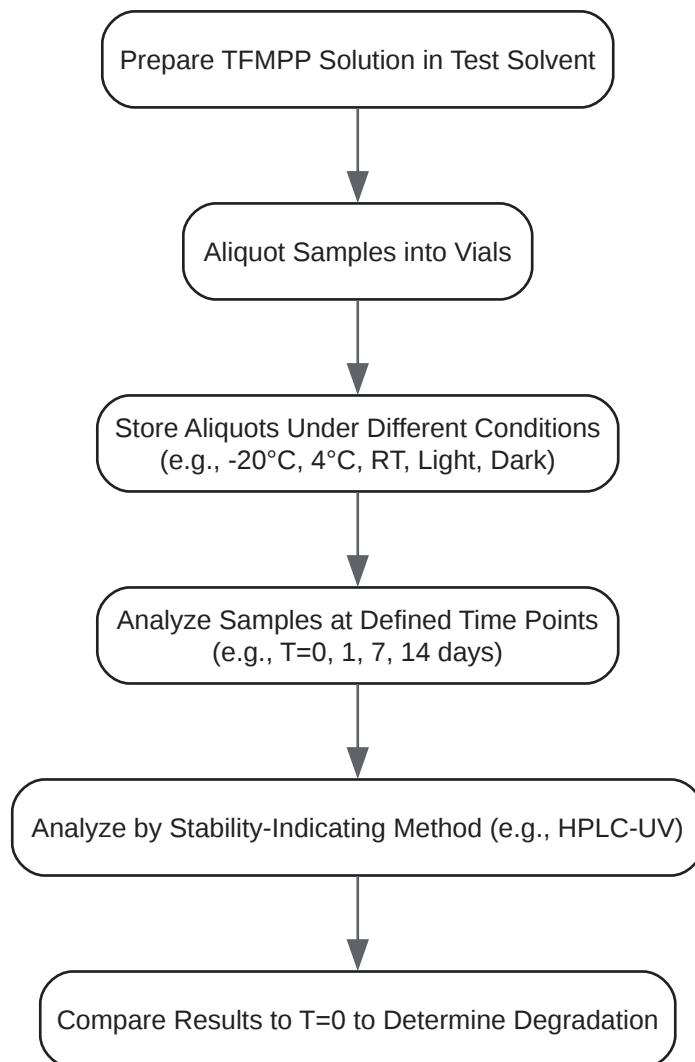 Prepare TFMPP Solution in Test Solvent
Aliquot Samples into Vials
Store Aliquots Under Different Conditions
(e.g., -20°C, 4°C, RT, Light, Dark)
Analyze Samples at Defined Time Points
(e.g., T=0, 1, 7, 14 days)
Analyze by Stability-Indicating Method (e.g., HPLC-UV)
Compare Results to T=0 to Determine Degradation